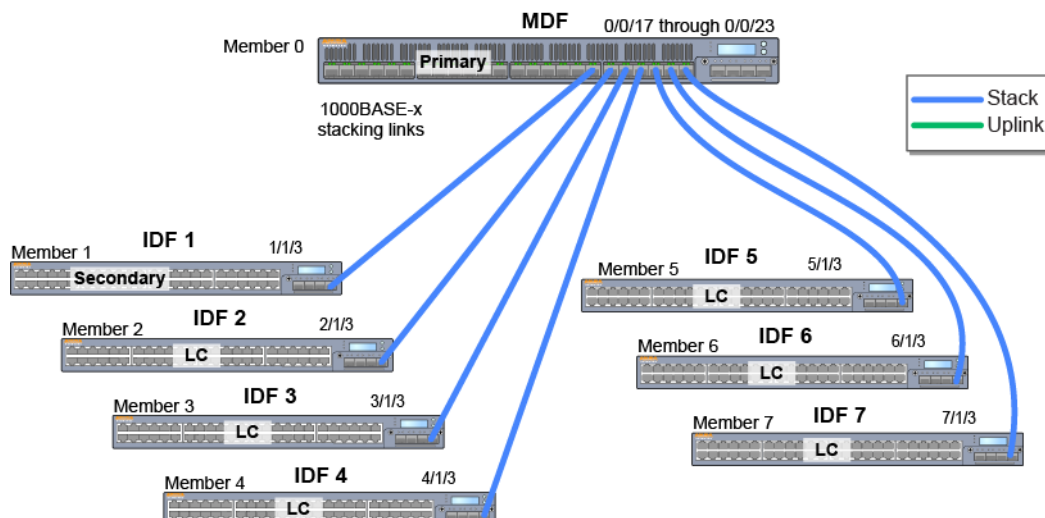 MDF
0/0/17 through 0/0/23
Member 0
Primary
1000BASE-x
stacking links
Stack
Uplink
IDF 1
Member 1
1/1/3
Secondary
IDF 2
Member 2
2/1/3
LC
IDF 3
Member 3
3/1/3
LC
IDF 4
Member 4
4/1/3
LC
IDF 5
Member 5
5/1/3
LC
IDF 6
Member 6
6/1/3
LC
IDF 7
Member 7
7/1/3
LC